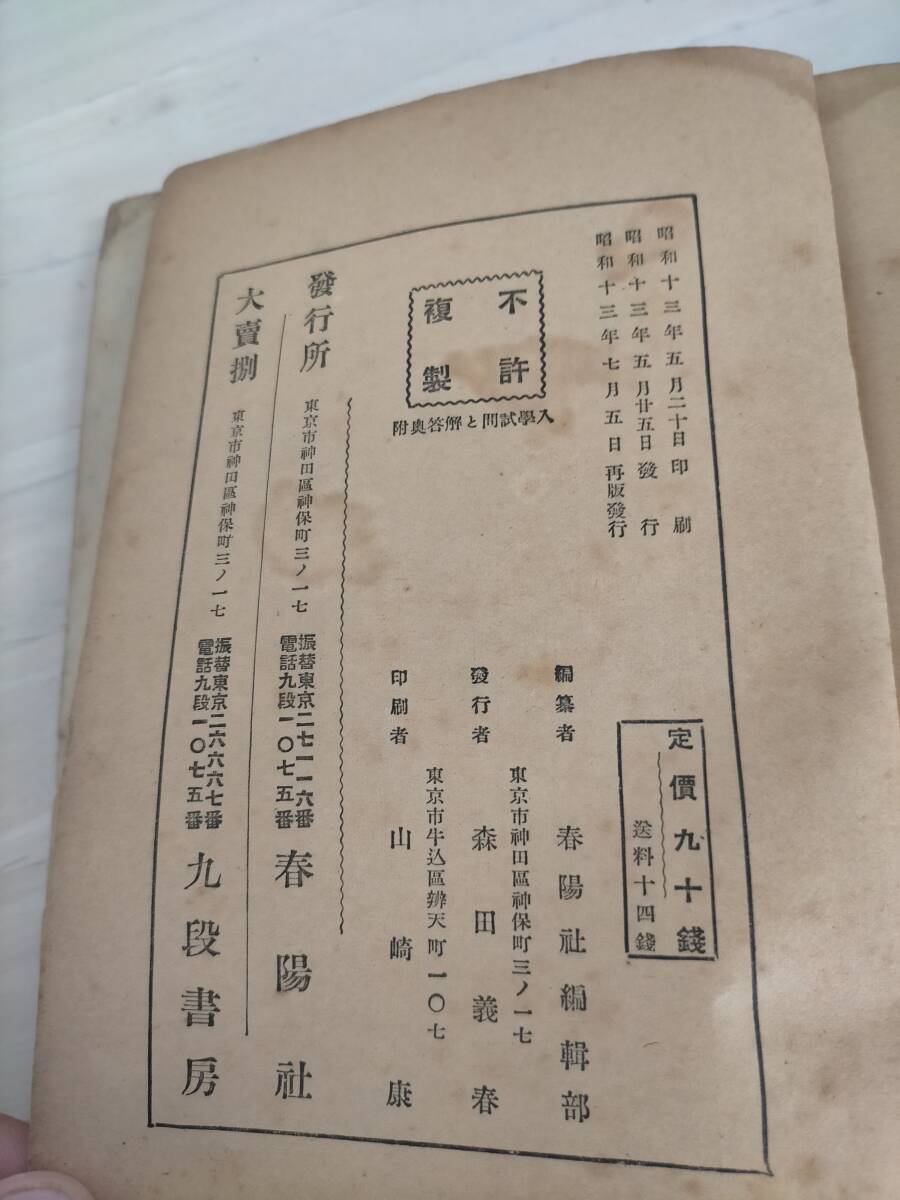 昭和十三年五月二十日印刷
昭和十三年五月廿五日發行
昭和十三年七月五日再版發行
定價九十錢
送料十四錢
不許
複製
入學試問と解答奥附
編纂者 春陽社編輯部
東京市神田區神保町三ノ一七
發行者 森田義春
東京市牛込區辨天町一〇七
印刷者 山崎康
發行所 東京市神田區神保町三ノ一七
振替東京二七一一六番
電話九段一〇七五番
春陽社
大賣捌 東京市神田區神保町三ノ一七
振替東京二六六六七番
電話九段一〇七五番
九段書房